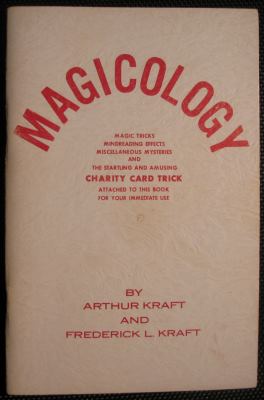 MAGICOLOGY
MAGIC TRICKS
MINDREADING EFFECTS
MISCELLANEOUS MYSTERIES
AND
THE STARTLING AND AMUSING
CHARITY CARD TRICK
ATTACHED TO THIS BOOK
FOR YOUR IMMEDIATE USE
BY
ARTHUR KRAFT
AND
FREDERICK L. KRAFT